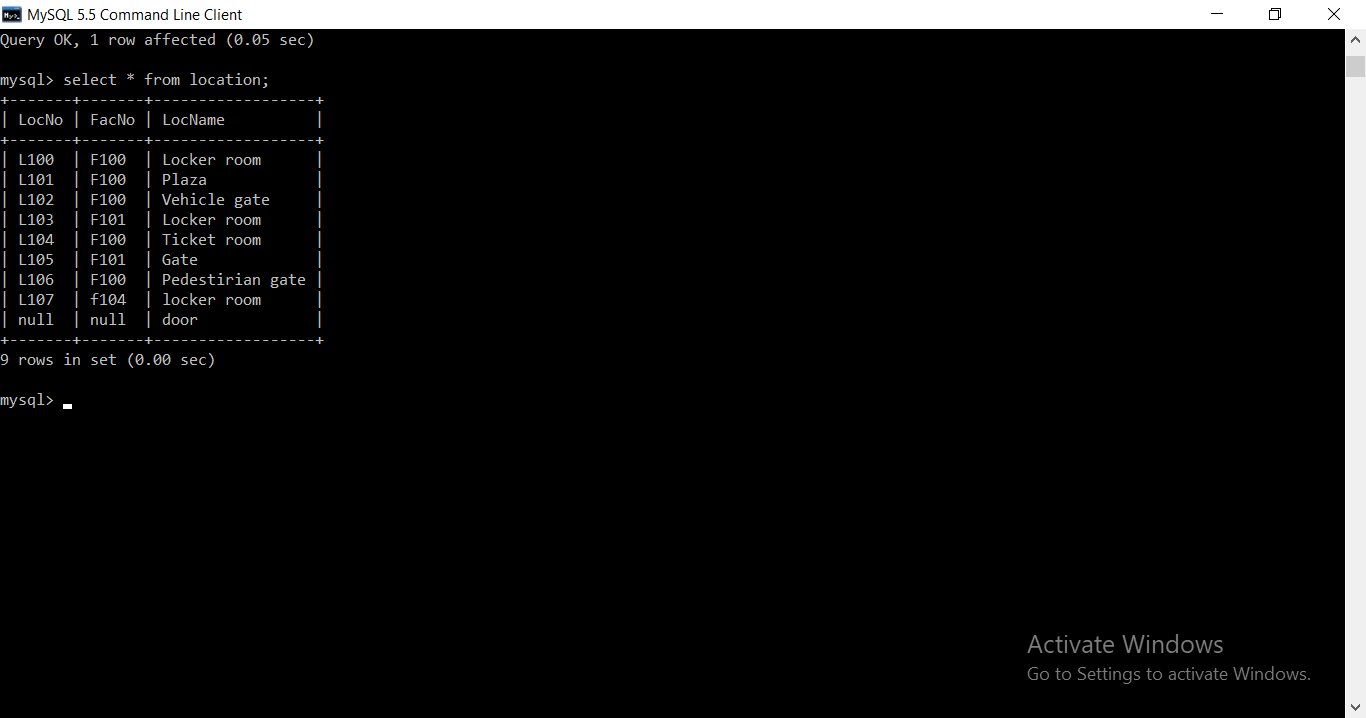 MySQL 5.5 Command Line Client
Query OK, 1 row affected (0.05 sec)
mysql> select * from location;
+-------+-------+------------------+
| LocNo | FacNo | LocName          |
+-------+-------+------------------+
| L100  | F100  | Locker room      |
| L101  | F100  | Plaza            |
| L102  | F100  | Vehicle gate     |
| L103  | F101  | Locker room      |
| L104  | F100  | Ticket room      |
| L105  | F101  | Gate             |
| L106  | F100  | Pedestirian gate |
| L107  | f104  | locker room      |
| null  | null  | door             |
+-------+-------+------------------+
9 rows in set (0.00 sec)
mysql>
Activate Windows
Go to Settings to activate Windows.